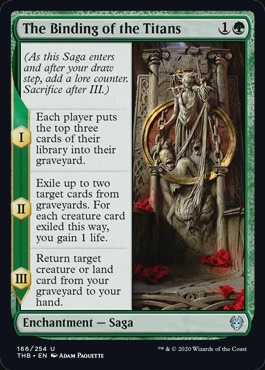 The Binding of the Titans 1
(As this Saga enters
and after your draw
step, add a lore counter.
Sacrifice after III.)
I
Each player puts the
top three cards of
their library into their
graveyard.
II
Exile up to two
target cards from
graveyards. For
each creature card
exiled this way,
you gain 1 life.
III
Return target
creature or land
card from your
graveyard to your
hand.
Enchantment — Saga
166/254 U
THB • EN ADAM PAQUETTE
™ & © 2020 Wizards of the Coast